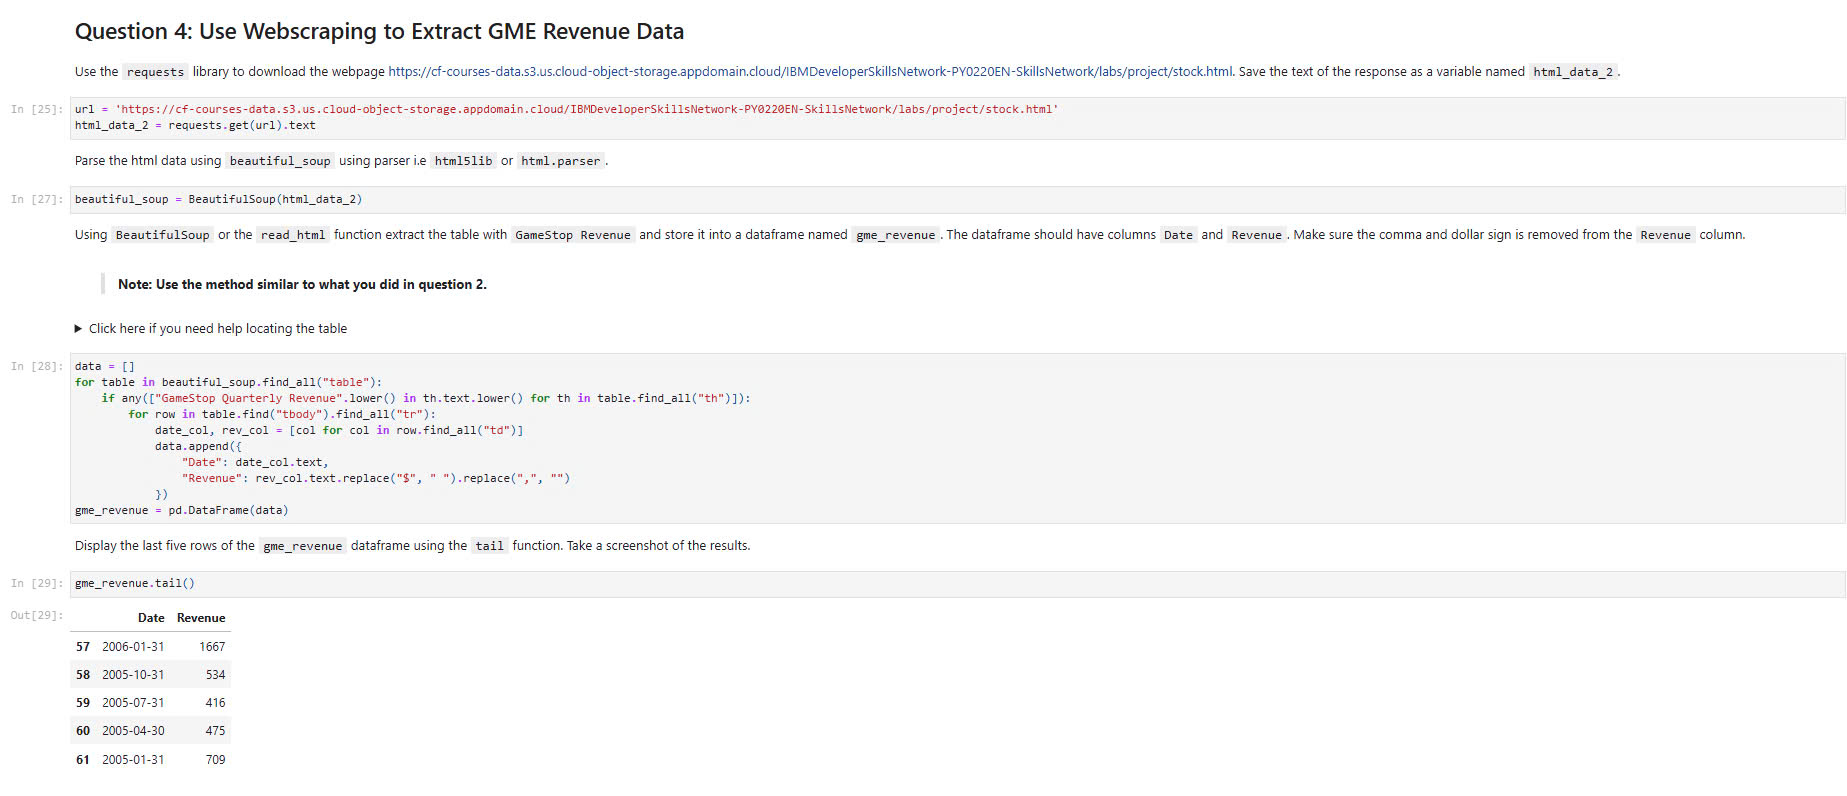 Question 4: Use Webscraping to Extract GME Revenue Data
Use the requests library to download the webpage https://cf-courses-data.s3.us.cloud-object-storage.appdomain.cloud/IBMDeveloperSkillsNetwork-PY0220EN-SkillsNetwork/labs/project/stock.html. Save the text of the response as a variable named html_data_2.
In [25]: url = 'https://cf-courses-data.s3.us.cloud-object-storage.appdomain.cloud/IBMDeveloperSkillsNetwork-PY0220EN-SkillsNetwork/labs/project/stock.html'
html_data_2 = requests.get(url).text
Parse the html data using beautiful_soup using parser i.e html5lib or html.parser.
In [27]: beautiful_soup = BeautifulSoup(html_data_2)
Using BeautifulSoup or the read_html function extract the table with GameStop Revenue and store it into a dataframe named gme_revenue. The dataframe should have columns Date and Revenue. Make sure the comma and dollar sign is removed from the Revenue column.
Note: Use the method similar to what you did in question 2.
▶ Click here if you need help locating the table
In [28]: data = []
for table in beautiful_soup.find_all("table"):
    if any(["GameStop Quarterly Revenue".lower() in th.text.lower() for th in table.find_all("th")]):
        for row in table.find("tbody").find_all("tr"):
            date_col, rev_col = [col for col in row.find_all("td")]
            data.append({
                "Date": date_col.text,
                "Revenue": rev_col.text.replace("$", " ").replace(",", "")
            })
gme_revenue = pd.DataFrame(data)
Display the last five rows of the gme_revenue dataframe using the tail function. Take a screenshot of the results.
In [29]: gme_revenue.tail()
Out[29]:
Date Revenue
57 2006-01-31 1667
58 2005-10-31 534
59 2005-07-31 416
60 2005-04-30 475
61 2005-01-31 709